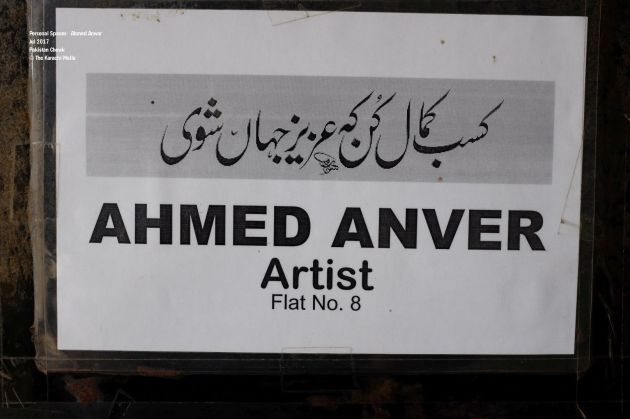 Personal Spaces - Ahmed Anver
Jul 2017
Pakistan Chowk
© The Karachi Walla
کسب کمال کُن کہ عزیز جہاں شوی
AHMED ANVER
Artist
Flat No. 8